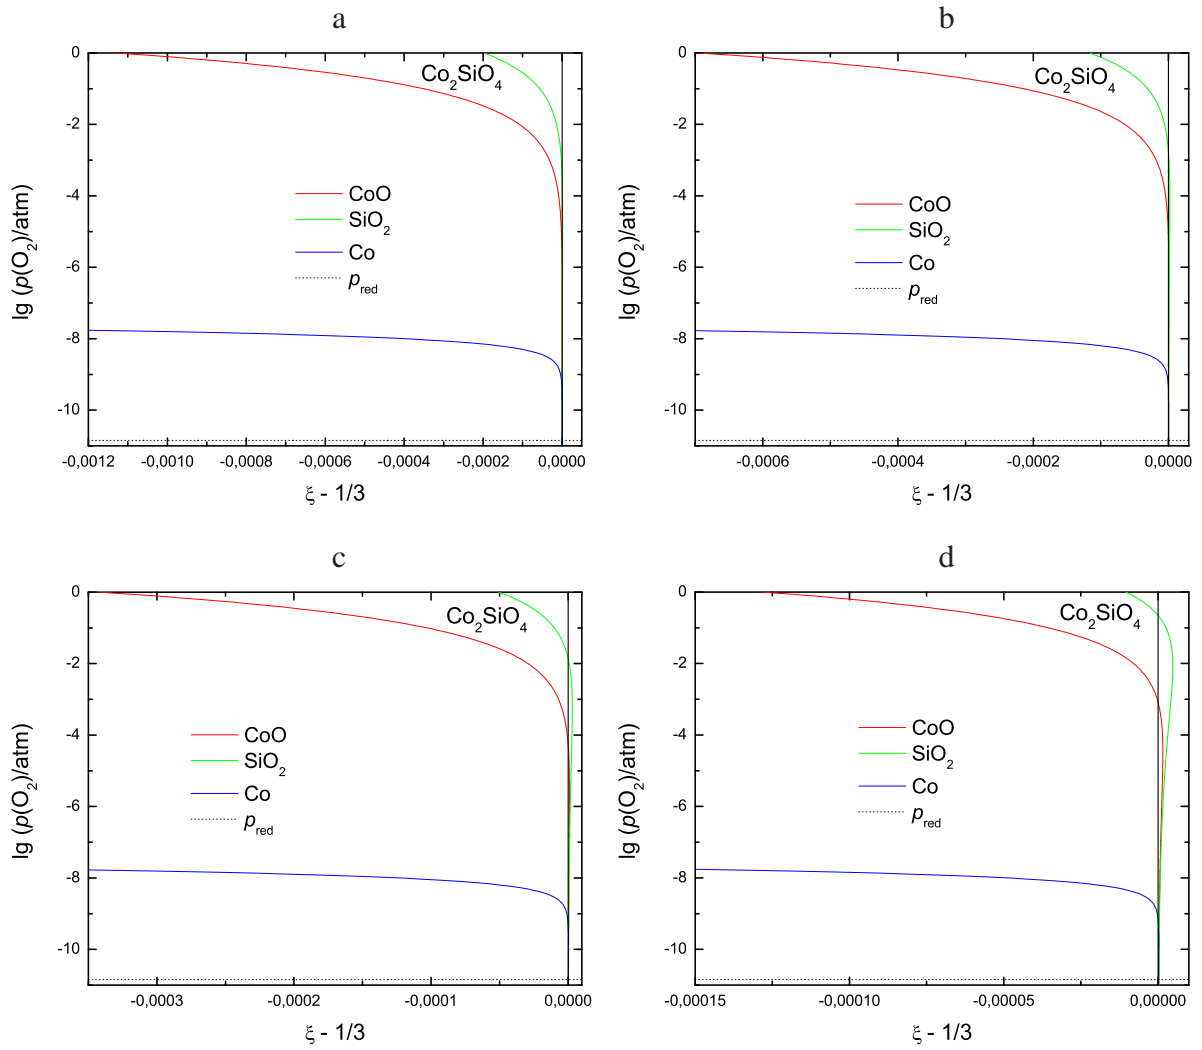 a
0
-2
-4
-6
-8
-10
lg (p(O₂)/atm)
Co₂SiO₄
CoO
SiO₂
Co
p_red
-0,0012 -0,0010 -0,0008 -0,0006 -0,0004 -0,0002 0,0000
ξ - 1/3
b
0
-2
-4
-6
-8
-10
lg (p(O₂)/atm)
Co₂SiO₄
CoO
SiO₂
Co
p_red
-0,0006 -0,0004 -0,0002 0,0000
ξ - 1/3
c
0
-2
-4
-6
-8
-10
lg (p(O₂)/atm)
Co₂SiO₄
CoO
SiO₂
Co
p_red
-0,0003 -0,0002 -0,0001 0,0000
ξ - 1/3
d
0
-2
-4
-6
-8
-10
lg (p(O₂)/atm)
Co₂SiO₄
CoO
SiO₂
Co
p_red
-0,00015 -0,00010 -0,00005 0,00000
ξ - 1/3